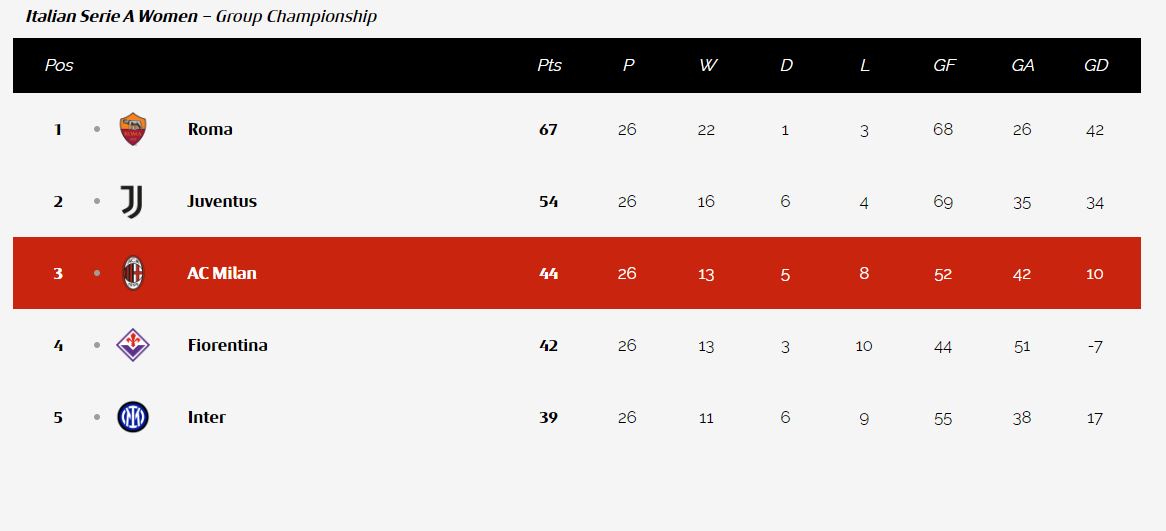 Italian Serie A Women – Group Championship
Pos Pts P W D L GF GA GD
1 • ROMA Roma 67 26 22 1 3 68 26 42
2 • Juventus 54 26 16 6 4 69 35 34
3 • AC Milan 44 26 13 5 8 52 42 10
4 • Fiorentina 42 26 13 3 10 44 51 -7
5 • Inter 39 26 11 6 9 55 38 17